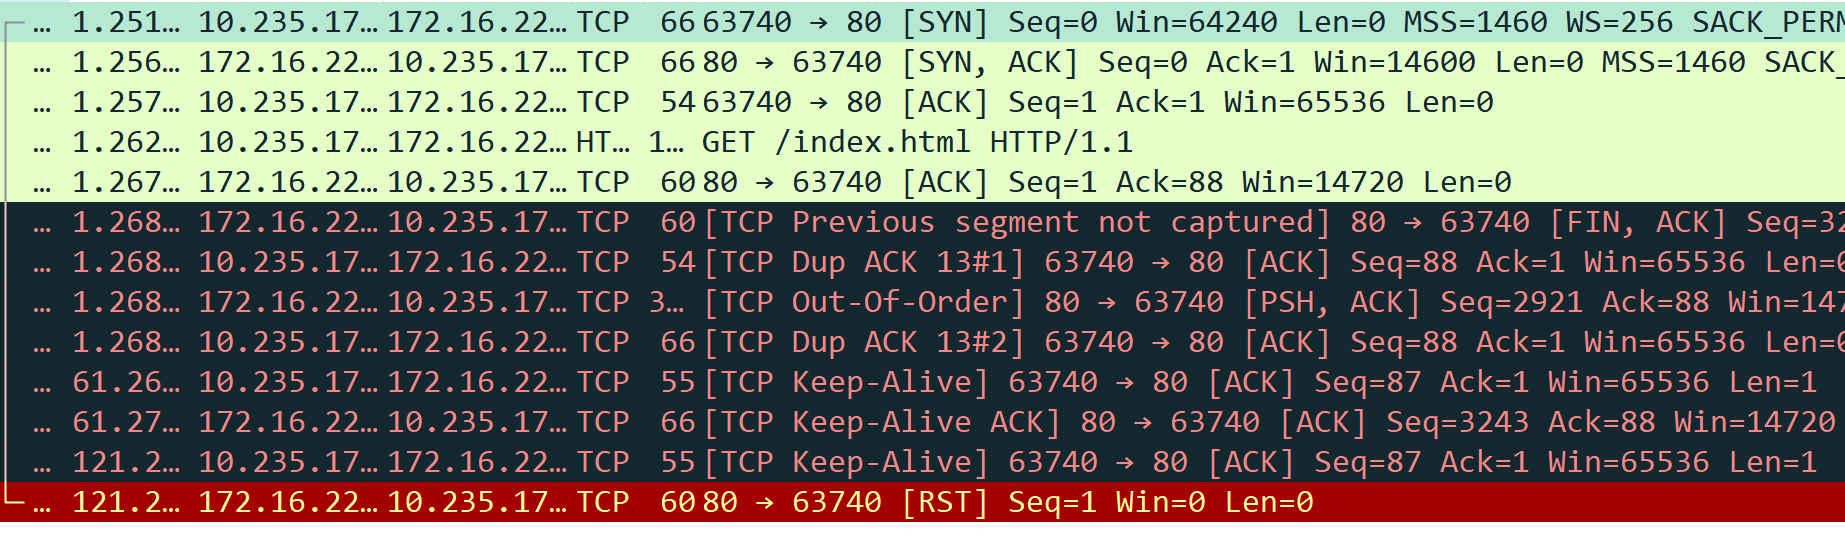 … 1.251… 10.235.17… 172.16.22… TCP 66 63740 → 80 [SYN] Seq=0 Win=64240 Len=0 MSS=1460 WS=256 SACK_PERM
… 1.256… 172.16.22… 10.235.17… TCP 66 80 → 63740 [SYN, ACK] Seq=0 Ack=1 Win=14600 Len=0 MSS=1460 SACK_
… 1.257… 10.235.17… 172.16.22… TCP 54 63740 → 80 [ACK] Seq=1 Ack=1 Win=65536 Len=0
… 1.262… 10.235.17… 172.16.22… HT… 1… GET /index.html HTTP/1.1
… 1.267… 172.16.22… 10.235.17… TCP 60 80 → 63740 [ACK] Seq=1 Ack=88 Win=14720 Len=0
… 1.268… 172.16.22… 10.235.17… TCP 60 [TCP Previous segment not captured] 80 → 63740 [FIN, ACK] Seq=32
… 1.268… 10.235.17… 172.16.22… TCP 54 [TCP Dup ACK 13#1] 63740 → 80 [ACK] Seq=88 Ack=1 Win=65536 Len=0
… 1.268… 172.16.22… 10.235.17… TCP 3… [TCP Out-Of-Order] 80 → 63740 [PSH, ACK] Seq=2921 Ack=88 Win=147
… 1.268… 10.235.17… 172.16.22… TCP 66 [TCP Dup ACK 13#2] 63740 → 80 [ACK] Seq=88 Ack=1 Win=65536 Len=0
… 61.26… 10.235.17… 172.16.22… TCP 55 [TCP Keep-Alive] 63740 → 80 [ACK] Seq=87 Ack=1 Win=65536 Len=1
… 61.27… 172.16.22… 10.235.17… TCP 66 [TCP Keep-Alive ACK] 80 → 63740 [ACK] Seq=3243 Ack=88 Win=14720
… 121.2… 10.235.17… 172.16.22… TCP 55 [TCP Keep-Alive] 63740 → 80 [ACK] Seq=87 Ack=1 Win=65536 Len=1
… 121.2… 172.16.22… 10.235.17… TCP 60 80 → 63740 [RST] Seq=1 Win=0 Len=0